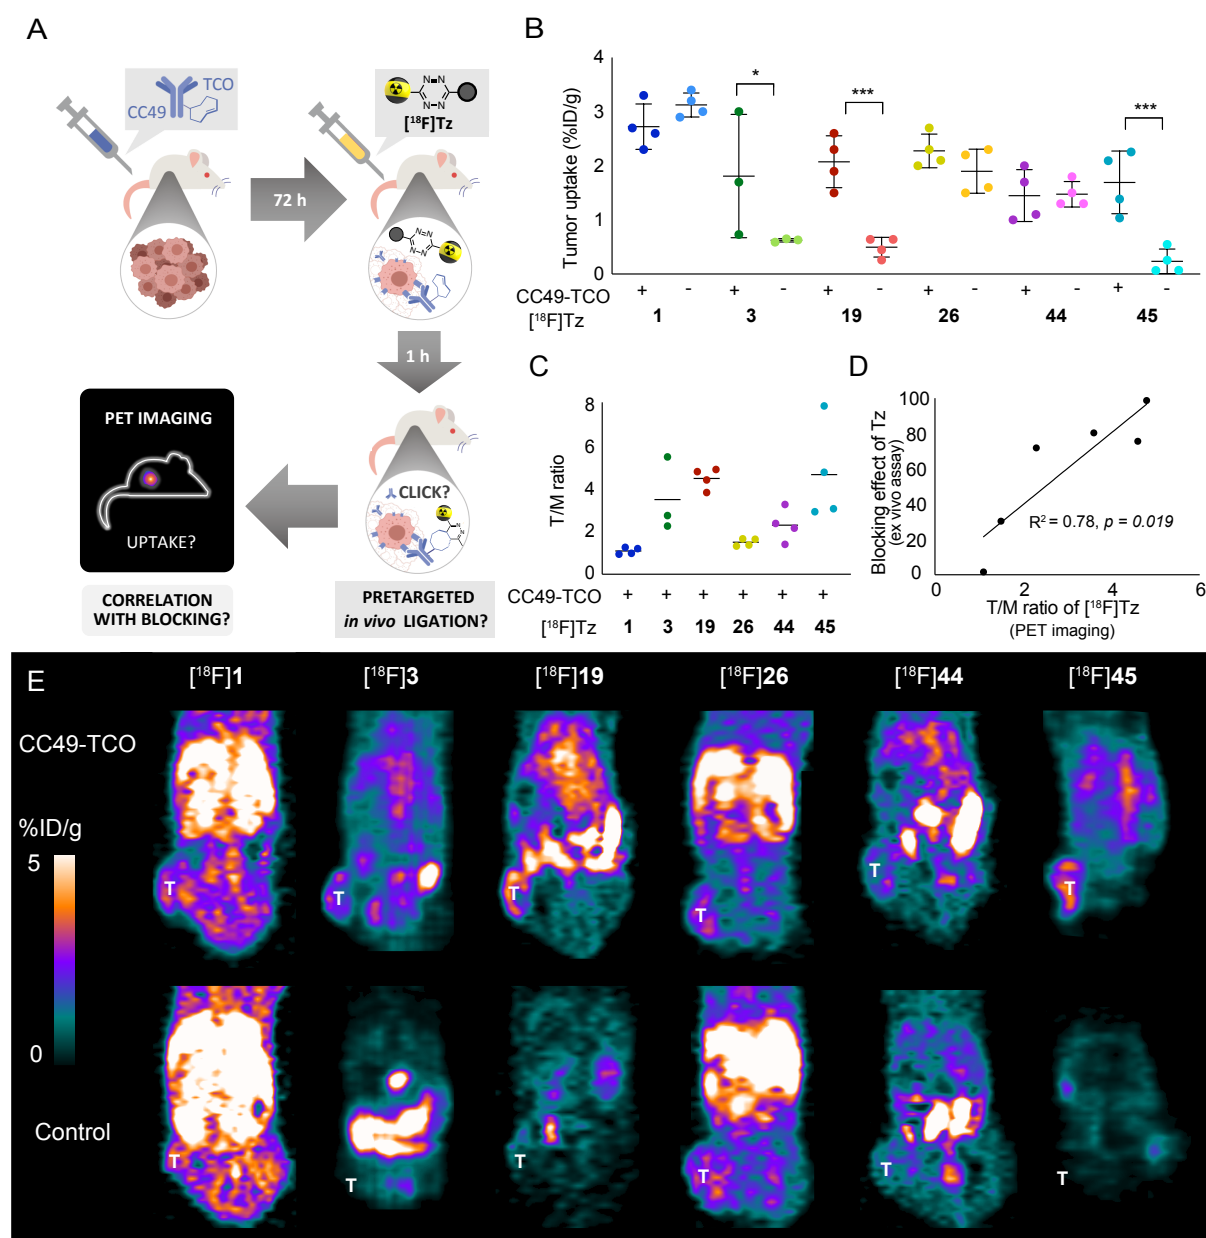 A
TCO
CC49
N=N
N=N
[¹⁸F]Tz
72 h
1 h
CLICK?
PET IMAGING
UPTAKE?
CORRELATION
WITH BLOCKING?
PRETARGETED
in vivo LIGATION?
B
Tumor uptake (%ID/g)
4
3
2
1
0
* *** ***
CC49-TCO + - + - + - + - + - + -
[¹⁸F]Tz 1 3 19 26 44 45
C
T/M ratio
8
6
4
2
0
CC49-TCO + + + + + +
[¹⁸F]Tz 1 3 19 26 44 45
D
Blocking effect of Tz
(ex vivo assay)
100
80
60
40
20
0
R² = 0.78, p = 0.019
0 2 4 6
T/M ratio of [¹⁸F]Tz
(PET imaging)
E
[¹⁸F]1 [¹⁸F]3 [¹⁸F]19 [¹⁸F]26 [¹⁸F]44 [¹⁸F]45
CC49-TCO
%ID/g
5
0
T T T T T T
Control
T T T T T T